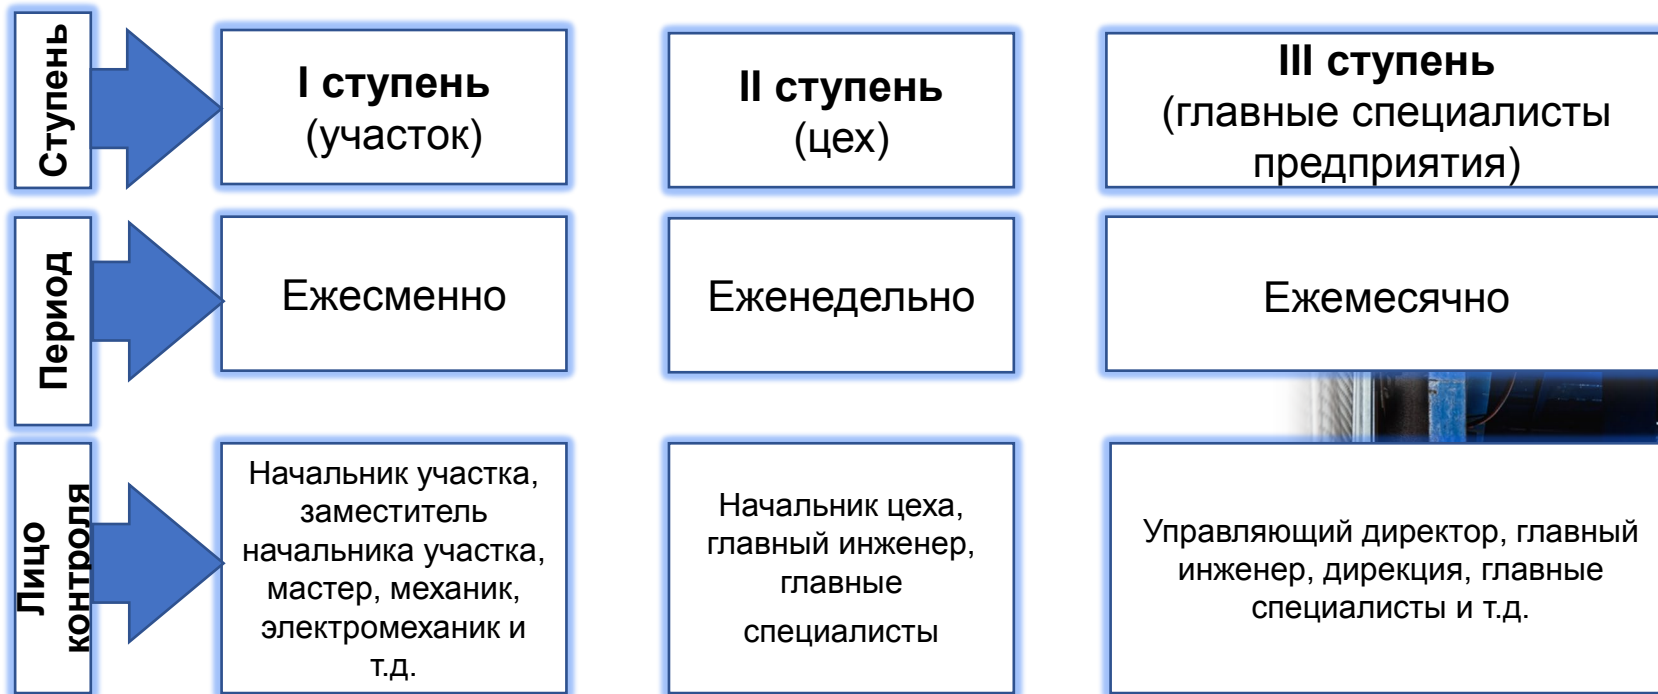 Ступень
I ступень
(участок)
II ступень
(цех)
III ступень
(главные специалисты
предприятия)
Период
Ежесменно
Еженедельно
Ежемесячно
Лицо
контроля
Начальник участка,
заместитель
начальника участка,
мастер, механик,
электромеханик и
т.д.
Начальник цеха,
главный инженер,
главные
специалисты
Управляющий директор, главный
инженер, дирекция, главные
специалисты и т.д.